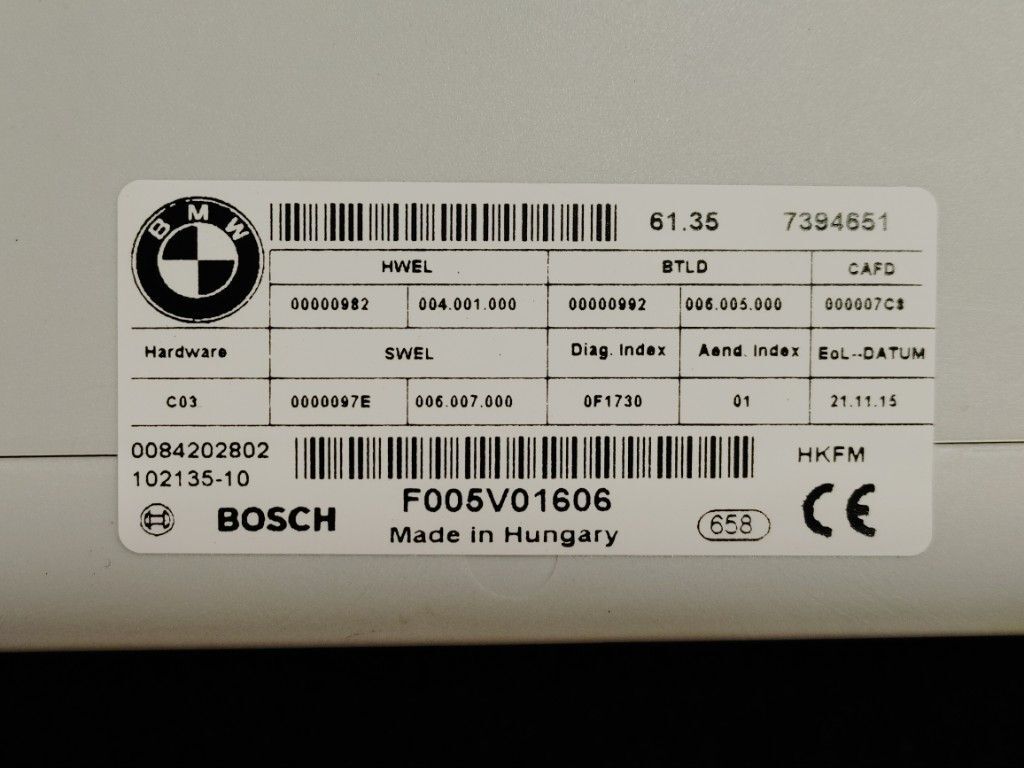 BMW
61.35 7394651
HWEL BTLD CAFD
00000982 004.001.000 00000992 006.005.000 000007C8
Hardware SWEL Diag. Index Aend. Index EoL--DATUM
C03 0000097E 006.007.000 0F1730 01 21.11.15
0084202802
102135-10
HKFM
F005V01606
BOSCH
Made in Hungary
658
CE